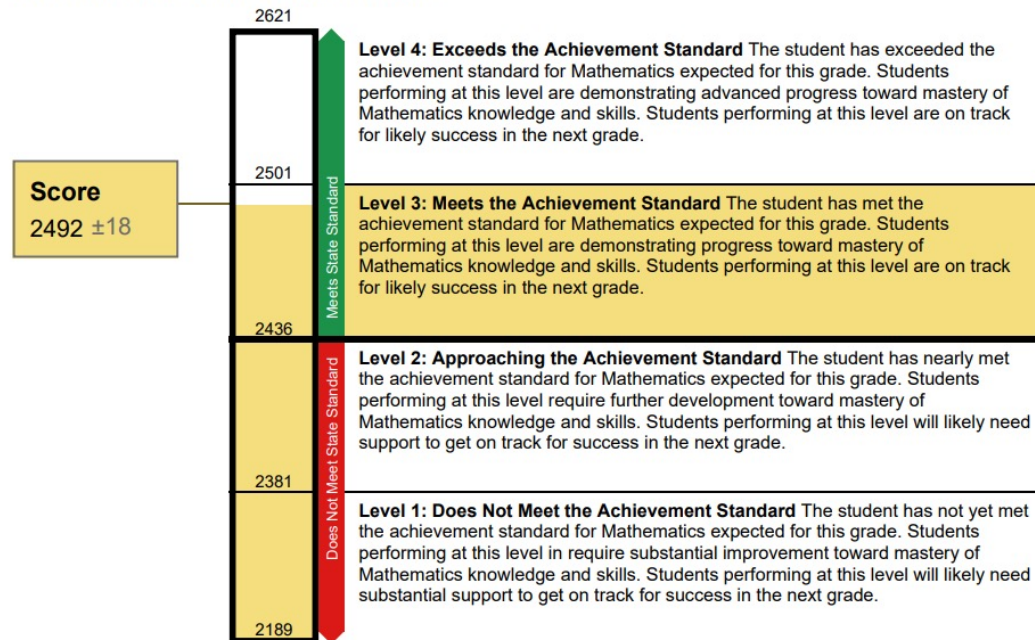 2621
Level 4: Exceeds the Achievement Standard The student has exceeded the
achievement standard for Mathematics expected for this grade. Students
performing at this level are demonstrating advanced progress toward mastery of
Mathematics knowledge and skills. Students performing at this level are on track
for likely success in the next grade.
2501
Score
2492 ±18
Meets State Standard
Level 3: Meets the Achievement Standard The student has met the
achievement standard for Mathematics expected for this grade. Students
performing at this level are demonstrating progress toward mastery of
Mathematics knowledge and skills. Students performing at this level are on track
for likely success in the next grade.
2436
Level 2: Approaching the Achievement Standard The student has nearly met
the achievement standard for Mathematics expected for this grade. Students
performing at this level require further development toward mastery of
Mathematics knowledge and skills. Students performing at this level will likely need
support to get on track for success in the next grade.
Does Not Meet State Standard
2381
Level 1: Does Not Meet the Achievement Standard The student has not yet met
the achievement standard for Mathematics expected for this grade. Students
performing at this level in require substantial improvement toward mastery of
Mathematics knowledge and skills. Students performing at this level will likely need
substantial support to get on track for success in the next grade.
2189